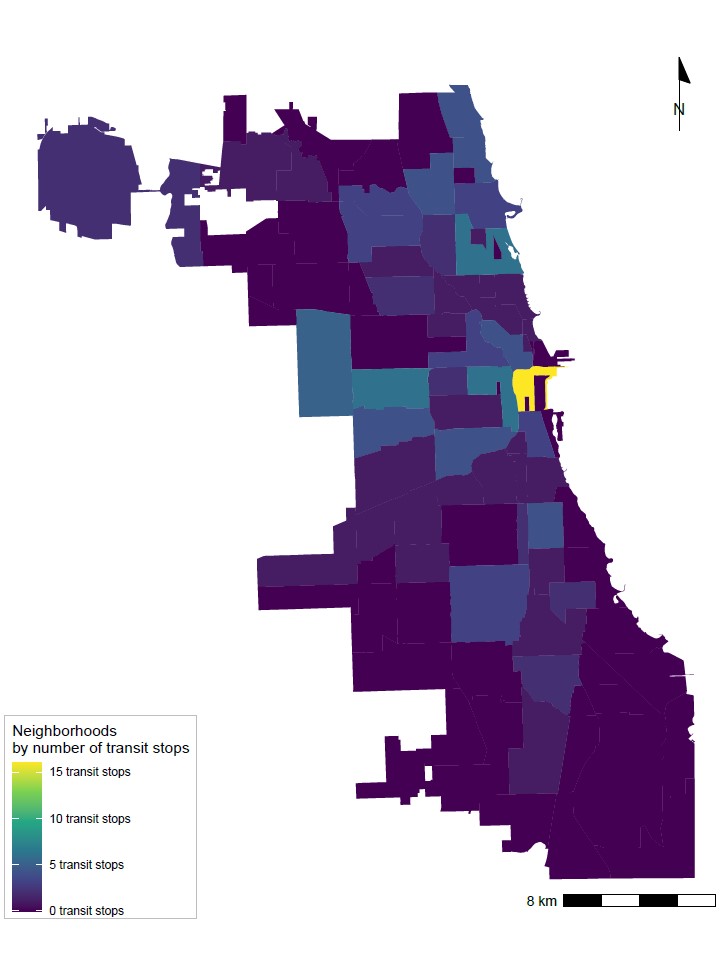 N
Neighborhoods
by number of transit stops
15 transit stops
10 transit stops
5 transit stops
0 transit stops
8 km